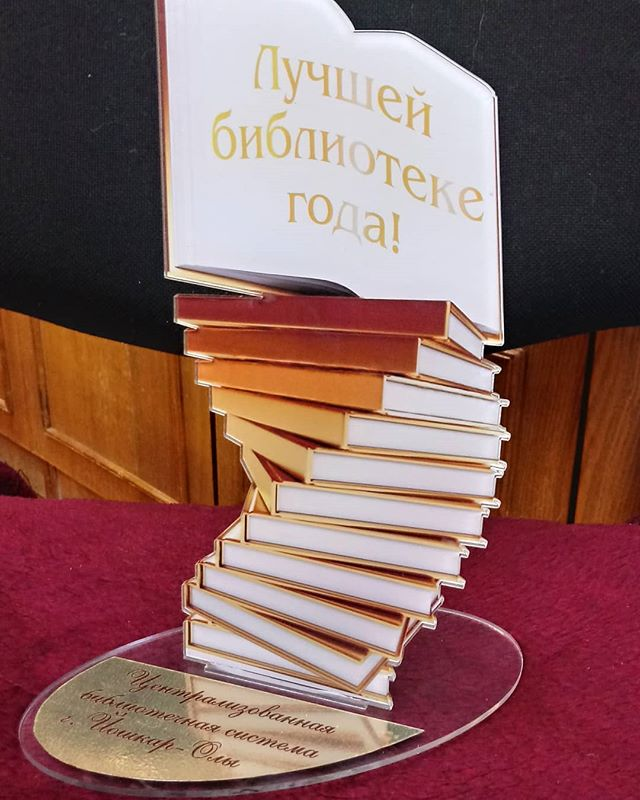 Лучшей
библиотеке
года!
Централизованная
библиотечная система
г. Йошкар-Олы